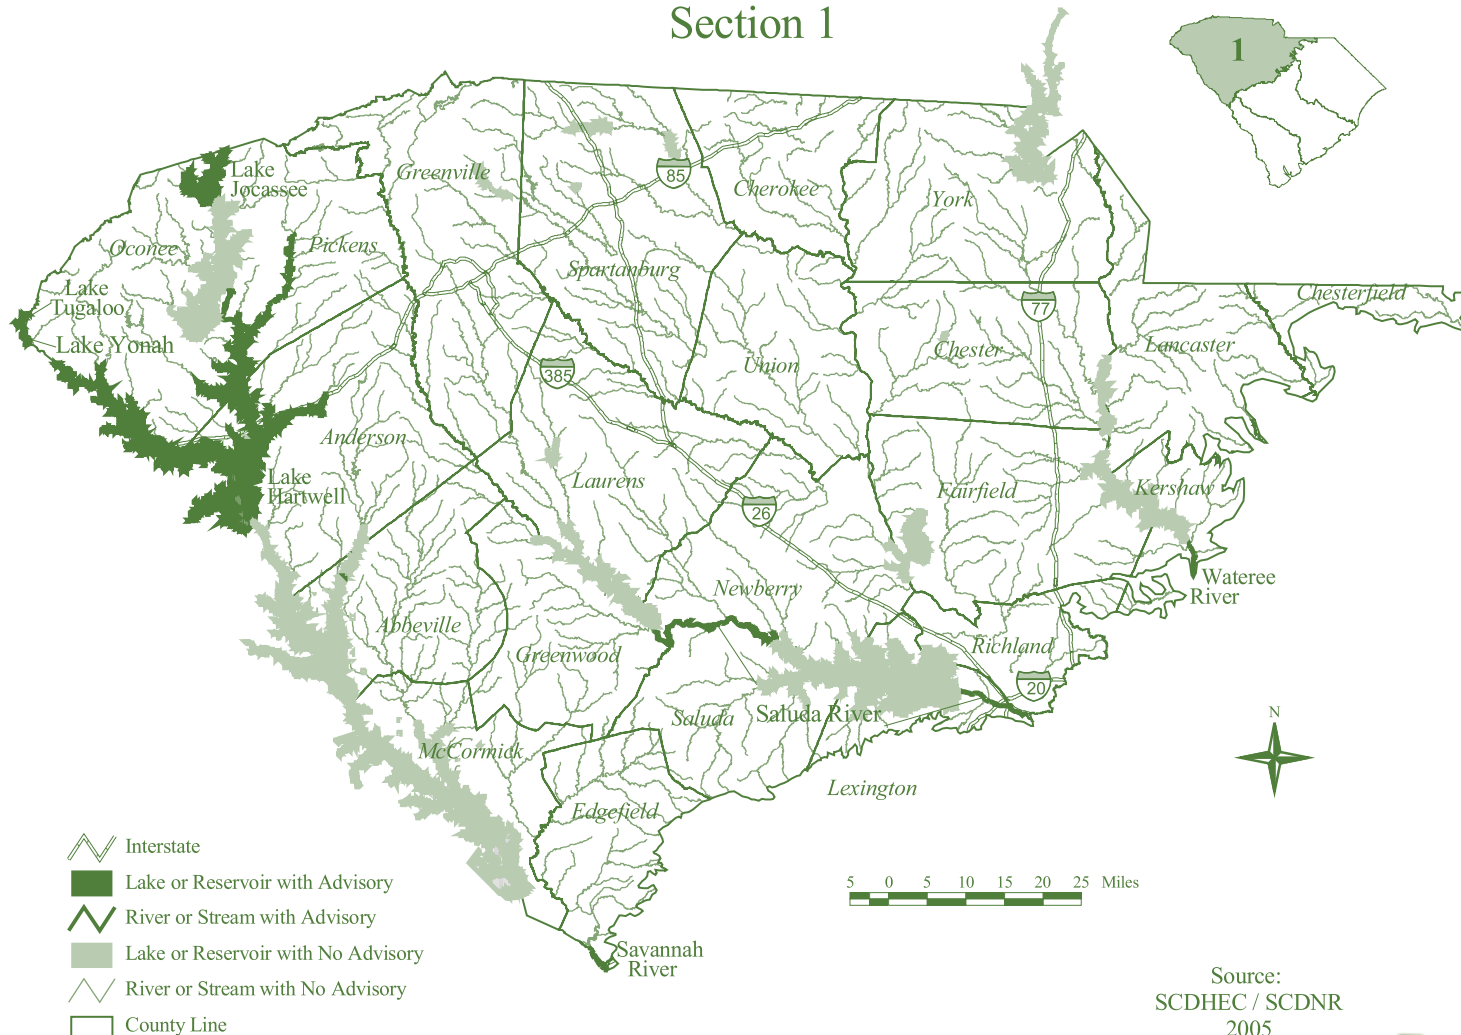 Section 1
1
Lake
Jocassee
Greenville
85
Cherokee
York
Oconee
Pickens
Spartanburg
Lake
Tugaloo
Lake Yonah
77
Chesterfield
Chester
Lancaster
385
Union
Anderson
Lake
Hartwell
Laurens
26
Fairfield
Kershaw
Newberry
Wateree
River
Abbeville
Greenwood
Richland
20
Saluda
Saluda River
McCormick
Lexington
Edgefield
N
Interstate
Lake or Reservoir with Advisory
River or Stream with Advisory
Lake or Reservoir with No Advisory
River or Stream with No Advisory
County Line
5 0 5 10 15 20 25 Miles
Savannah
River
Source:
SCDHEC / SCDNR
2005